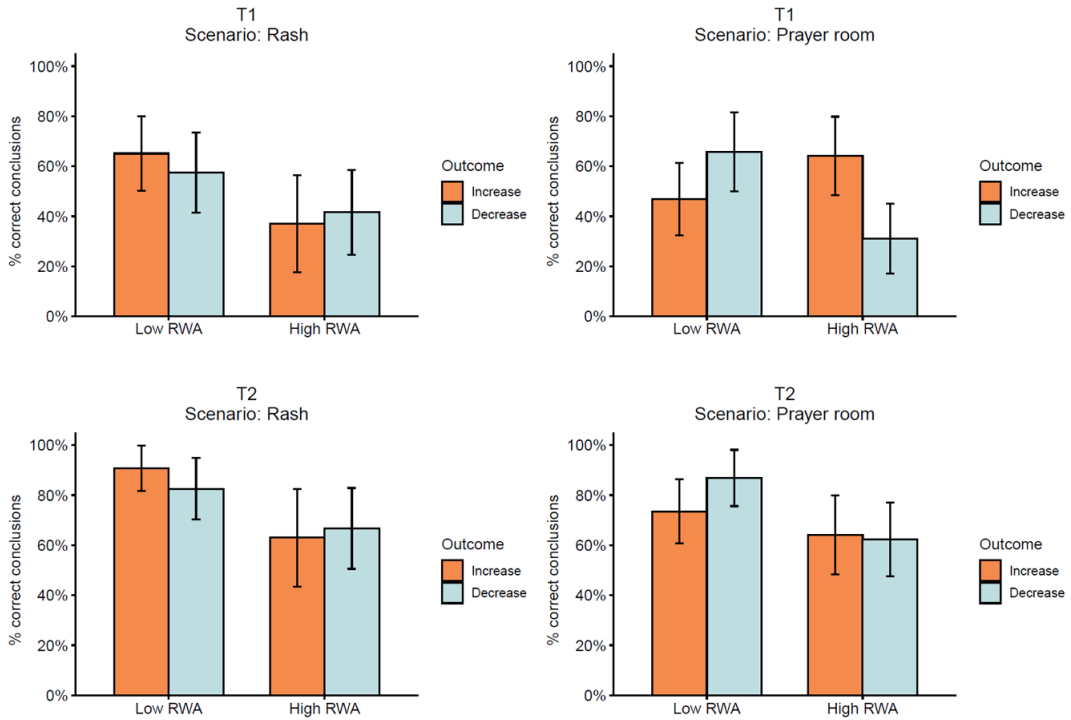 T1
Scenario: Rash
% correct conclusions
100%
80%
60%
40%
20%
0%
Low RWA
High RWA
Outcome
Increase
Decrease
T1
Scenario: Prayer room
% correct conclusions
100%
80%
60%
40%
20%
0%
Low RWA
High RWA
Outcome
Increase
Decrease
T2
Scenario: Rash
% correct conclusions
100%
80%
60%
40%
20%
0%
Low RWA
High RWA
Outcome
Increase
Decrease
T2
Scenario: Prayer room
% correct conclusions
100%
80%
60%
40%
20%
0%
Low RWA
High RWA
Outcome
Increase
Decrease